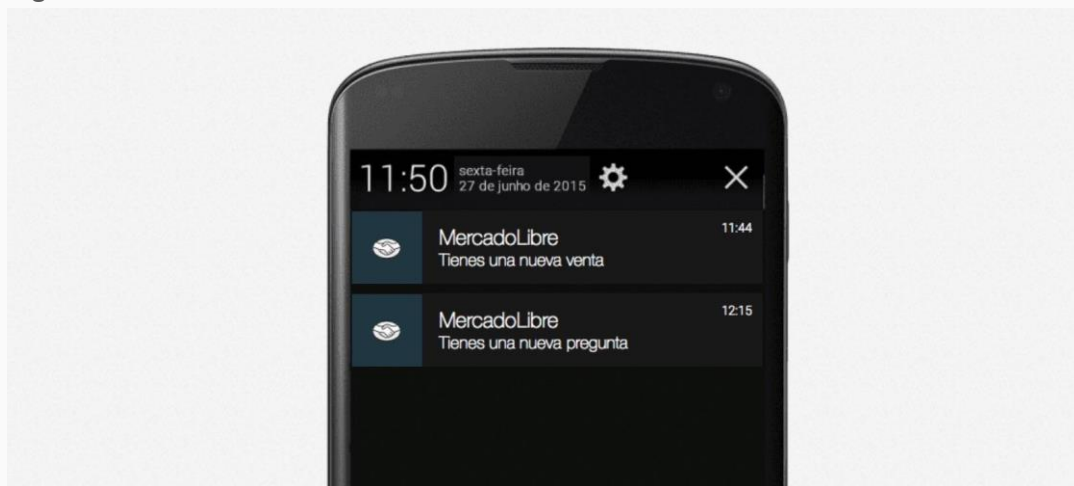 11:50
sexta-feira
27 de junho de 2015
MercadoLibre
11:44
Tienes una nueva venta
MercadoLibre
12:15
Tienes una nueva pregunta